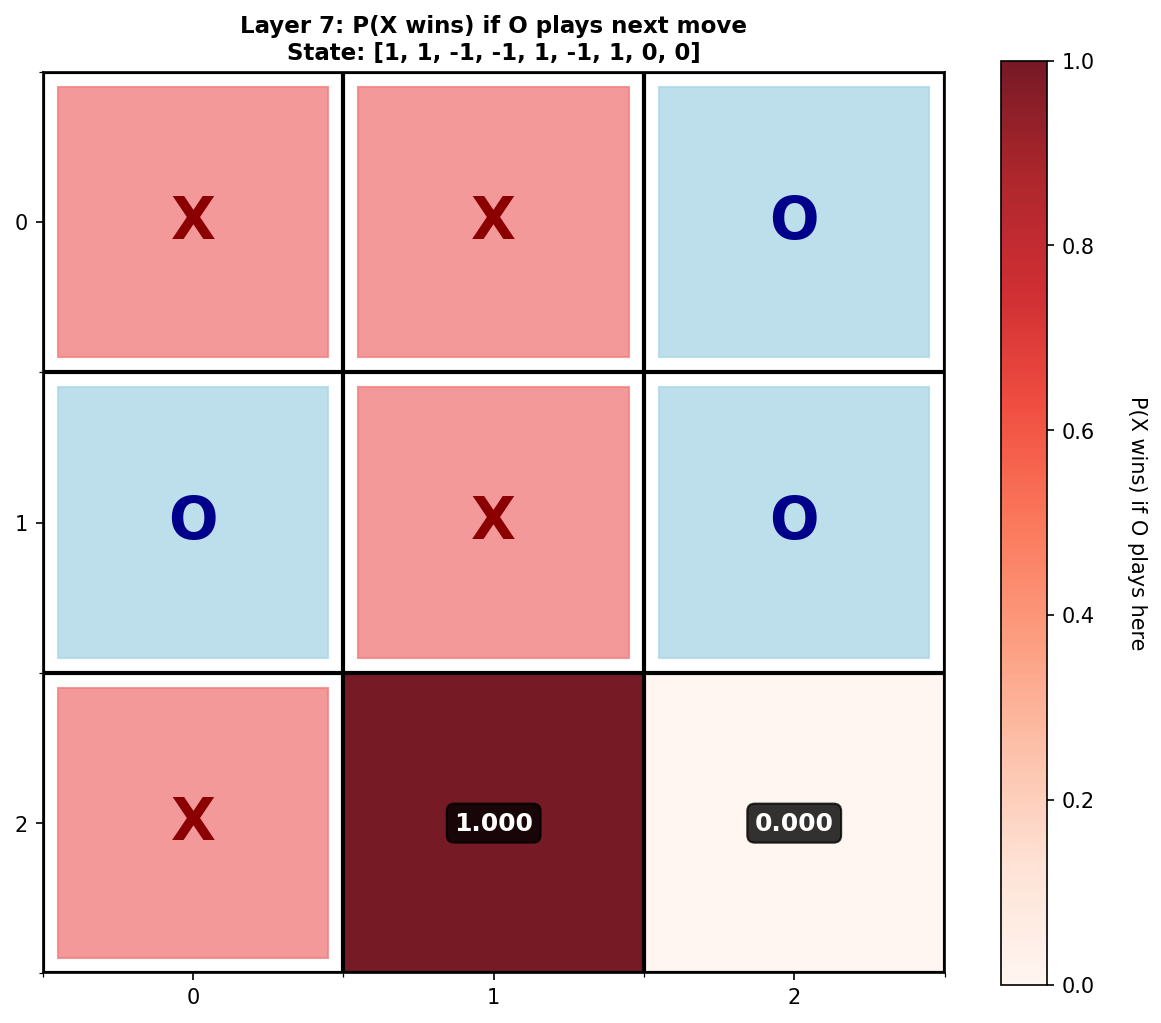 Layer 7: P(X wins) if O plays next move
State: [1, 1, -1, -1, 1, -1, 1, 0, 0]
X X O
O X O
X 1.000 0.000
0
1
2
0 1 2
1.0
0.8
0.6
0.4
0.2
0.0
P(X wins) if O plays here